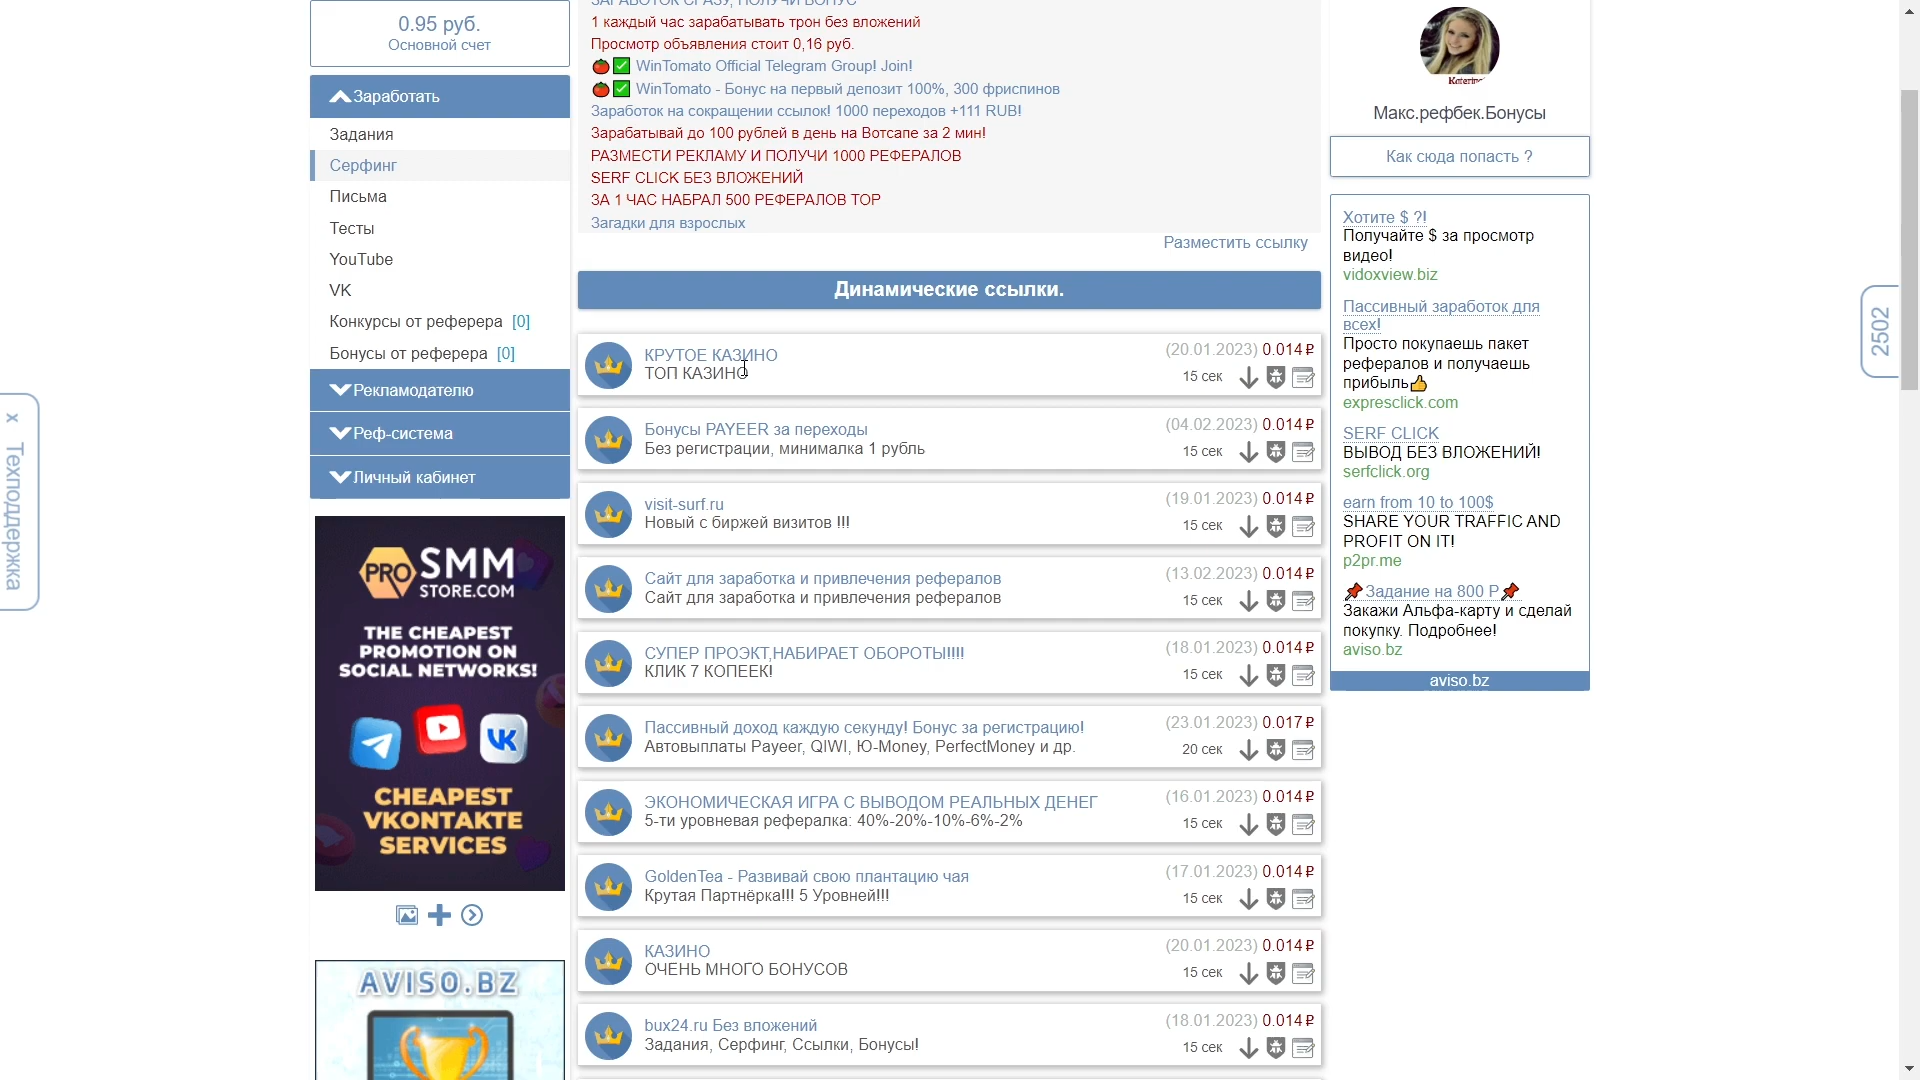 0.95 руб.
Основной счет
Заработать
Задания
Серфинг
Письма
Тесты
YouTube
VK
Конкурсы от реферера [0]
Бонусы от реферера [0]
Рекламодателю
Реф-система
Личный кабинет
PRO SMM
STORE.COM
THE CHEAPEST
PROMOTION ON
SOCIAL NETWORKS!
CHEAPEST
VKONTAKTE
SERVICES
AVISO.BZ
x Техподдержка
ЗАРАБОТОК СРАЗУ, ПОЛУЧИ БОНУС
1 каждый час зарабатывать трон без вложений
Просмотр объявления стоит 0,16 руб.
🍅✅ WinTomato Official Telegram Group! Join!
🍅✅ WinTomato - Бонус на первый депозит 100%, 300 фриспинов
Заработок на сокращении ссылок! 1000 переходов +111 RUB!
Зарабатывай до 100 рублей в день на Вотсапе за 2 мин!
РАЗМЕСТИ РЕКЛАМУ И ПОЛУЧИ 1000 РЕФЕРАЛОВ
SERF CLICK БЕЗ ВЛОЖЕНИЙ
ЗА 1 ЧАС НАБРАЛ 500 РЕФЕРАЛОВ TOP
Загадки для взрослых
Разместить ссылку
Динамические ссылки.
КРУТОЕ КАЗИНО (20.01.2023) 0.014₽
ТОП КАЗИНО 15 сек
Бонусы PAYEER за переходы (04.02.2023) 0.014₽
Без регистрации, минималка 1 рубль 15 сек
visit-surf.ru (19.01.2023) 0.014₽
Новый с биржей визитов !!! 15 сек
Сайт для заработка и привлечения рефералов (13.02.2023) 0.014₽
Сайт для заработка и привлечения рефералов 15 сек
СУПЕР ПРОЭКТ,НАБИРАЕТ ОБОРОТЫ!!!! (18.01.2023) 0.014₽
КЛИК 7 КОПЕЕК! 15 сек
Пассивный доход каждую секунду! Бонус за регистрацию! (23.01.2023) 0.017₽
Автовыплаты Payeer, QIWI, Ю-Money, PerfectMoney и др. 20 сек
ЭКОНОМИЧЕСКАЯ ИГРА С ВЫВОДОМ РЕАЛЬНЫХ ДЕНЕГ (16.01.2023) 0.014₽
5-ти уровневая рефералка: 40%-20%-10%-6%-2% 15 сек
GoldenTea - Развивай свою плантацию чая (17.01.2023) 0.014₽
Крутая Партнёрка!!! 5 Уровней!!! 15 сек
КАЗИНО (20.01.2023) 0.014₽
ОЧЕНЬ МНОГО БОНУСОВ 15 сек
bux24.ru Без вложений (18.01.2023) 0.014₽
Задания, Серфинг, Ссылки, Бонусы! 15 сек
Макс.рефбек.Бонусы
Как сюда попасть ?
Хотите $ ?!
Получайте $ за просмотр
видео!
vidoxview.biz
Пассивный заработок для
всех!
Просто покупаешь пакет
рефералов и получаешь
прибыль👍
expresclick.com
SERF CLICK
ВЫВОД БЕЗ ВЛОЖЕНИЙ!
serfclick.org
earn from 10 to 100$
SHARE YOUR TRAFFIC AND
PROFIT ON IT!
p2pr.me
📌Задание на 800 Р📌
Закажи Альфа-карту и сделай
покупку. Подробнее!
aviso.bz
aviso.bz
2502